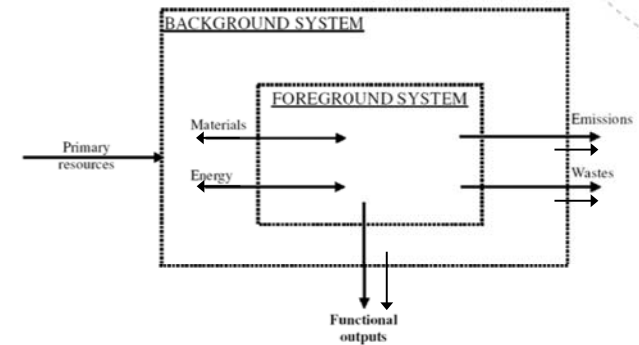 BACKGROUND SYSTEM
FOREGROUND SYSTEM
Materials
Energy
Primary
resources
Emissions
Wastes
Functional
outputs